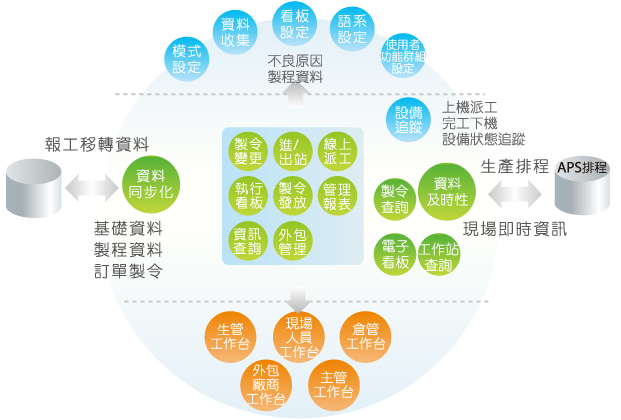 模式
設定
資料
收集
看板
設定
語系
設定
使用者
功能群組
設定
不良原因
製程資料
設備
追蹤
上機派工
完工下機
設備狀態追蹤
報工移轉資料
資料
同步化
基礎資料
製程資料
訂單製令
製令
變更
進/
出站
線上
派工
執行
看板
製令
發放
管理
報表
資訊
查詢
外包
管理
製令
查詢
資料
及時性
電子
看板
工作站
查詢
生產排程
APS排程
現場即時資訊
生管
工作台
現場
人員
工作台
倉管
工作台
外包
廠商
工作台
主管
工作台